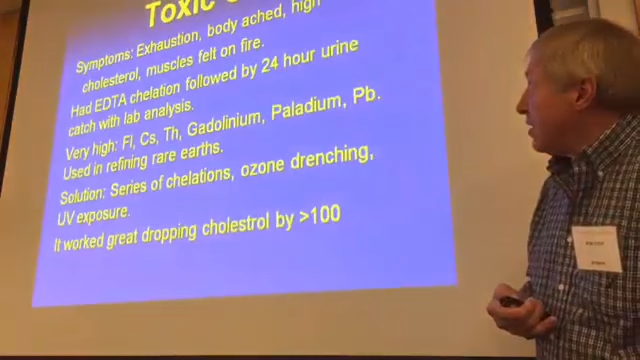 Toxic
Symptoms: Exhaustion, body ached, high
cholesterol, muscles felt on fire.
Had EDTA chelation followed by 24 hour urine
catch with lab analysis.
Very high: Fl, Cs, Th, Gadolinium, Paladium, Pb.
Used in refining rare earths.
Solution: Series of chelations, ozone drenching,
UV exposure.
It worked great dropping cholestrol by >100